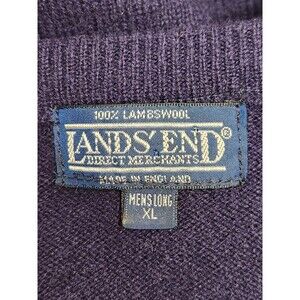 100% LAMBSWOOL
LANDS' END®
DIRECT MERCHANTS
MADE IN ENGLAND
MENS LONG
XL